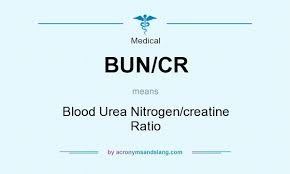 Medical
BUN/CR
means
Blood Urea Nitrogen/creatine
Ratio
by acronymsandslang.com